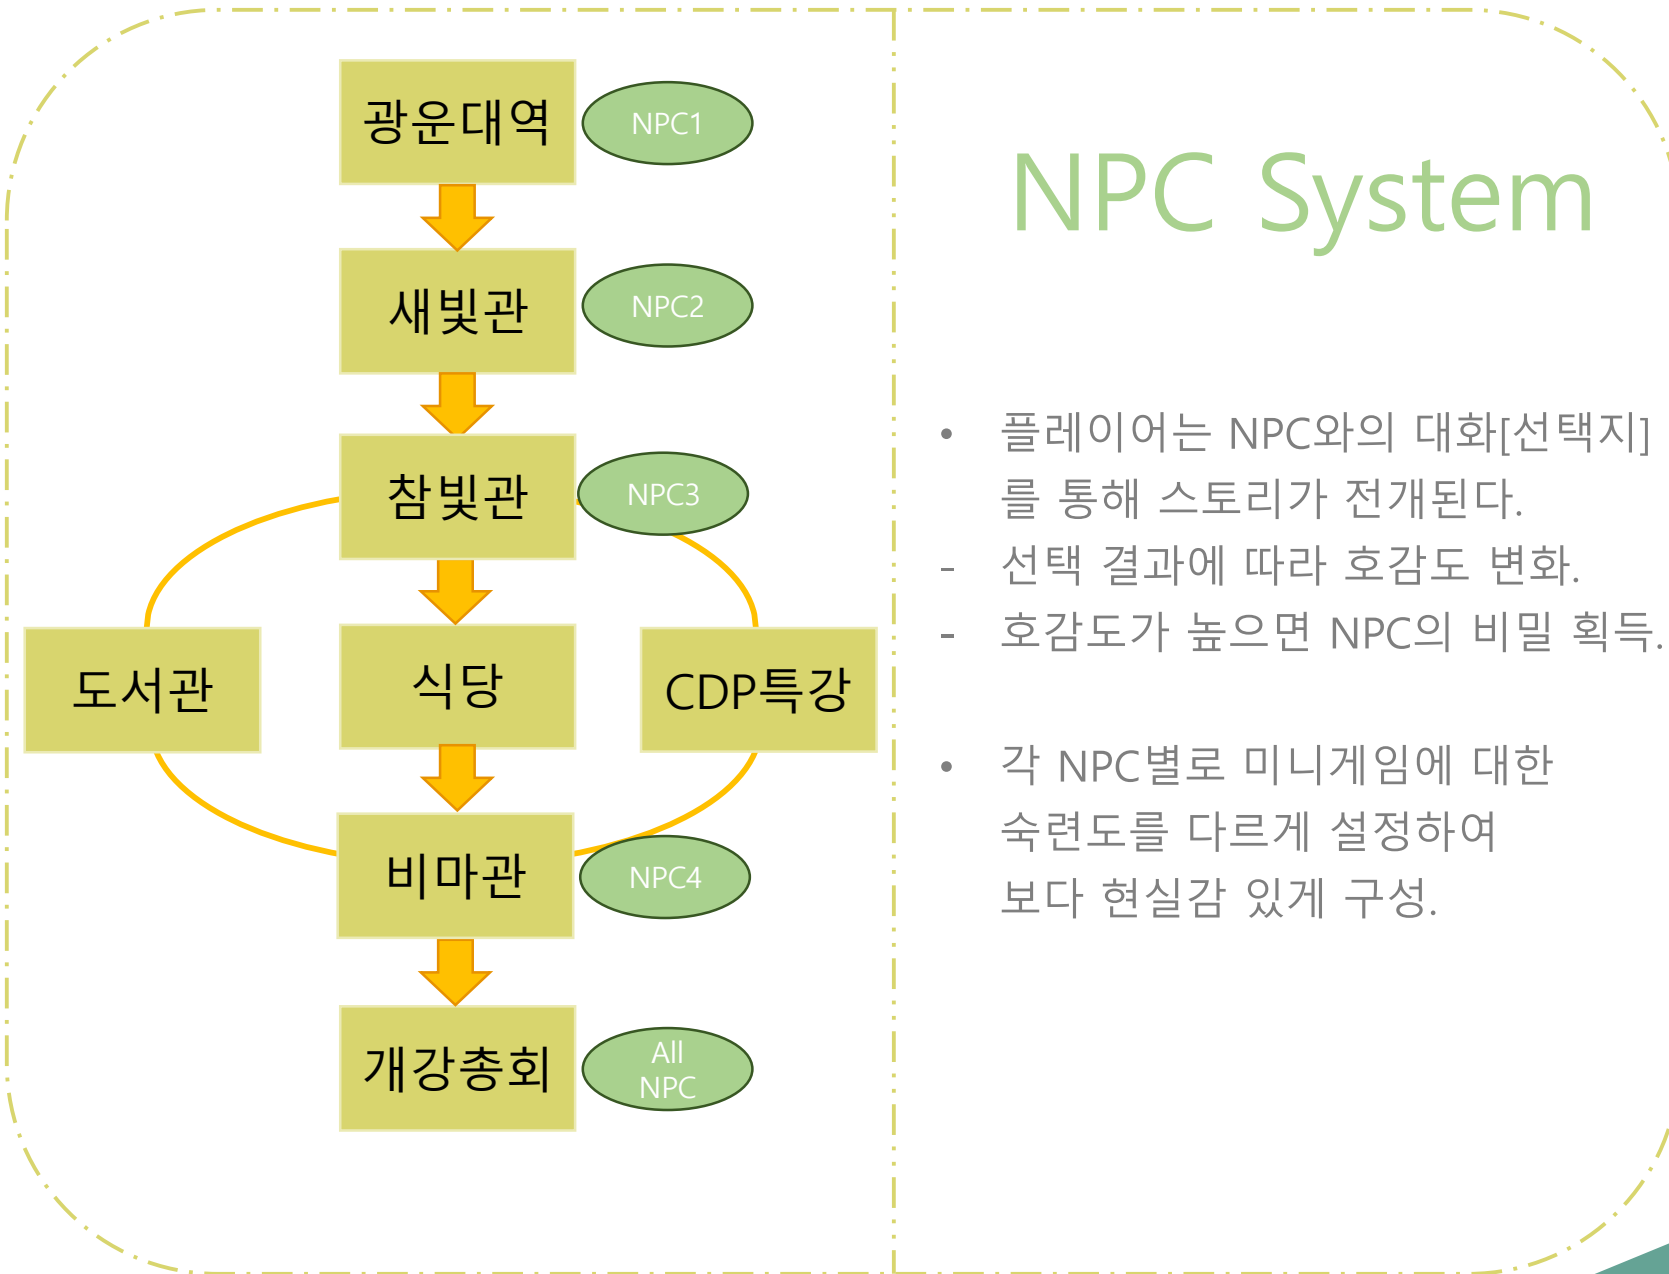 광운대역
NPC1
새빛관
NPC2
참빛관
NPC3
도서관
식당
CDP특강
비마관
NPC4
개강총회
All
NPC
NPC System
• 플레이어는 NPC와의 대화[선택지]
를 통해 스토리가 전개된다.
- 선택 결과에 따라 호감도 변화.
- 호감도가 높으면 NPC의 비밀 획득.
• 각 NPC별로 미니게임에 대한
숙련도를 다르게 설정하여
보다 현실감 있게 구성.